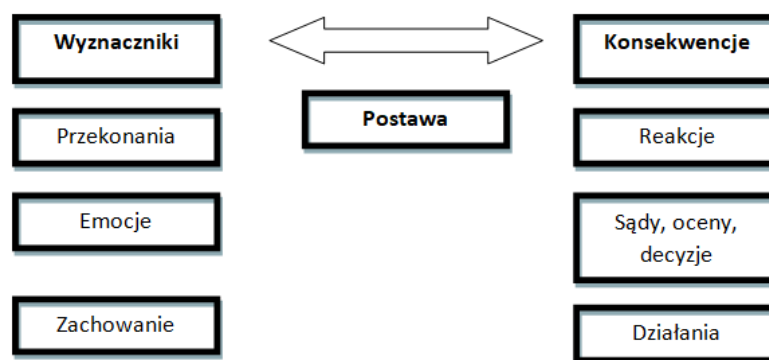 Wyznaczniki
Konsekwencje
Postawa
Przekonania
Reakcje
Emocje
Sądy, oceny,
decyzje
Zachowanie
Działania